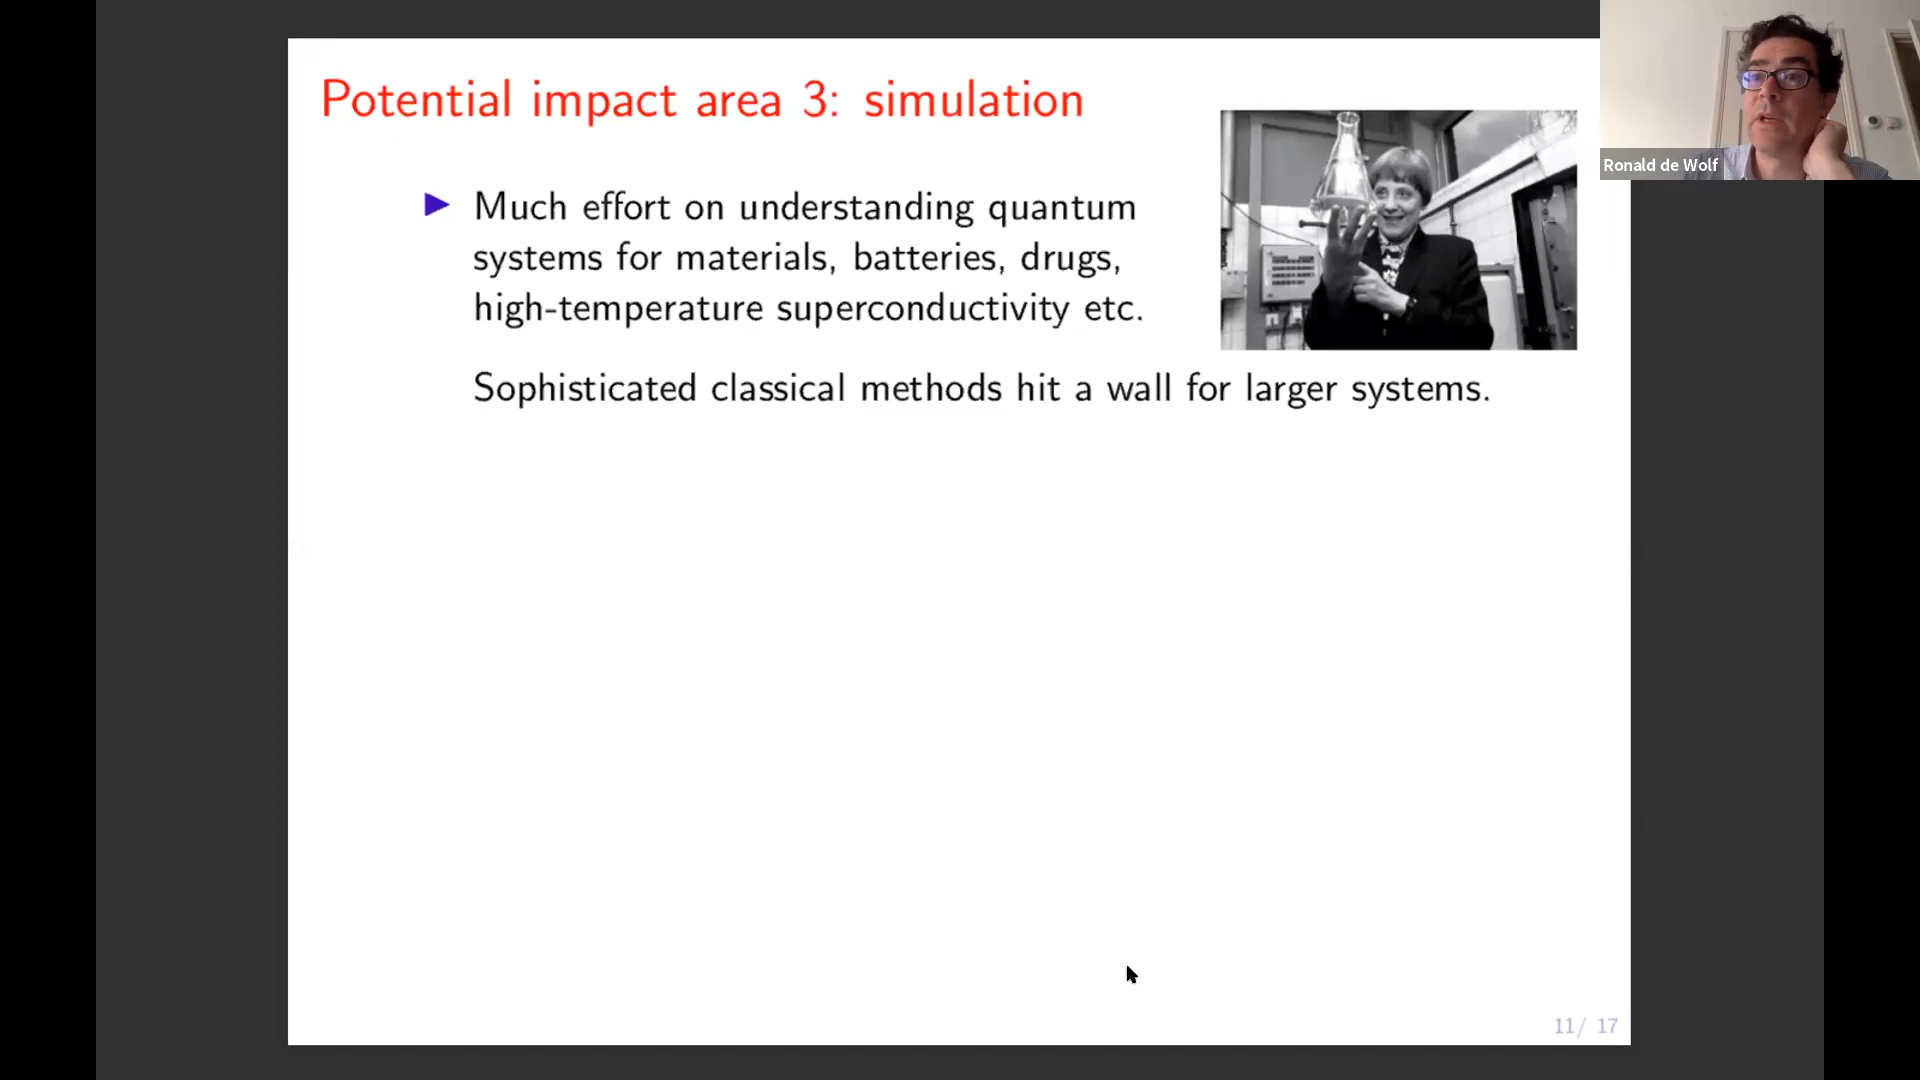 Potential impact area 3: simulation
Ronald de Wolf
▶ Much effort on understanding quantum
systems for materials, batteries, drugs,
high-temperature superconductivity etc.
Sophisticated classical methods hit a wall for larger systems.
11/ 17